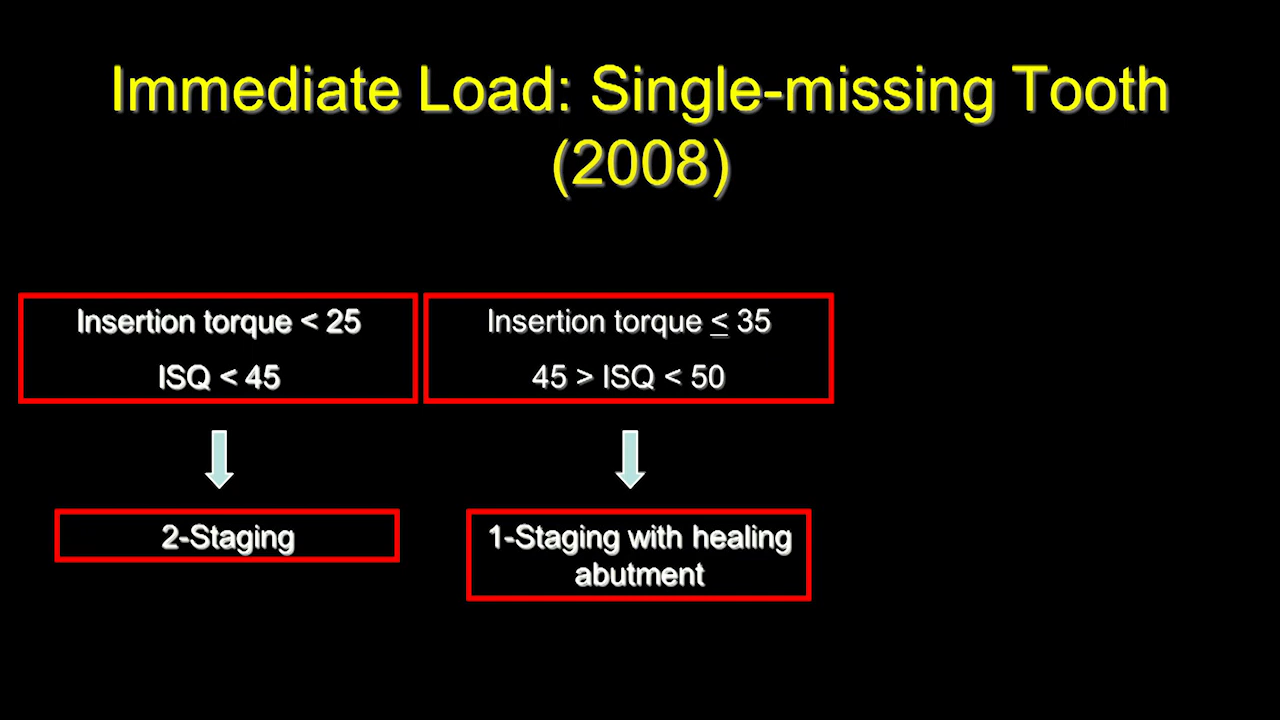 Immediate Load: Single-missing Tooth
(2008)
Insertion torque < 25
ISQ < 45
Insertion torque ≤ 35
45 > ISQ < 50
2-Staging
1-Staging with healing
abutment